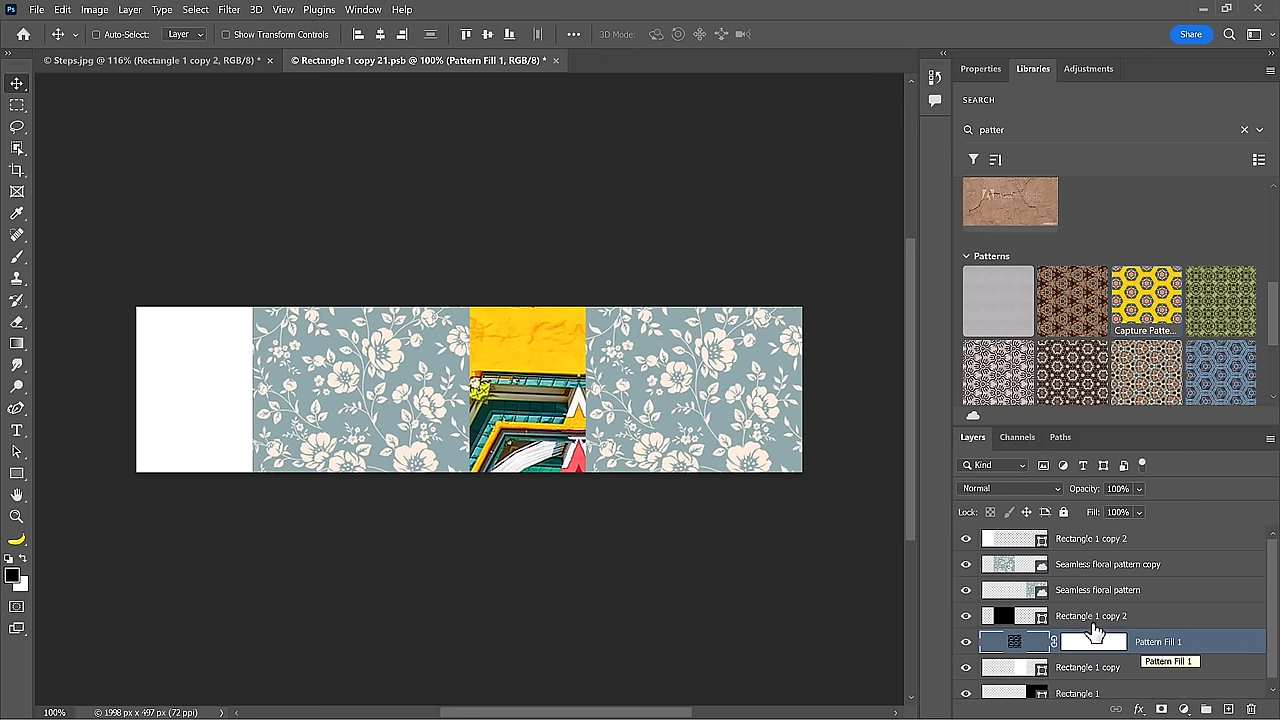 Ps File Edit Image Layer Type Select Filter 3D View Plugins Window Help
Auto-Select: Layer Show Transform Controls 3D Mode: Share
© Steps.jpg @ 116% (Rectangle 1 copy 2, RGB/8) * © Rectangle 1 copy 21.psb @ 100% (Pattern Fill 1, RGB/8) *
Properties Libraries Adjustments
SEARCH
patter
Patterns
Capture Patte...
Layers Channels Paths
Kind
Normal Opacity: 100%
Lock: Fill: 100%
Rectangle 1 copy 2
Seamless floral pattern copy
Seamless floral pattern
Rectangle 1 copy 2
Pattern Fill 1
Pattern Fill 1
Rectangle 1 copy
Rectangle 1
100% © 1998 px x 497 px (72 ppi)